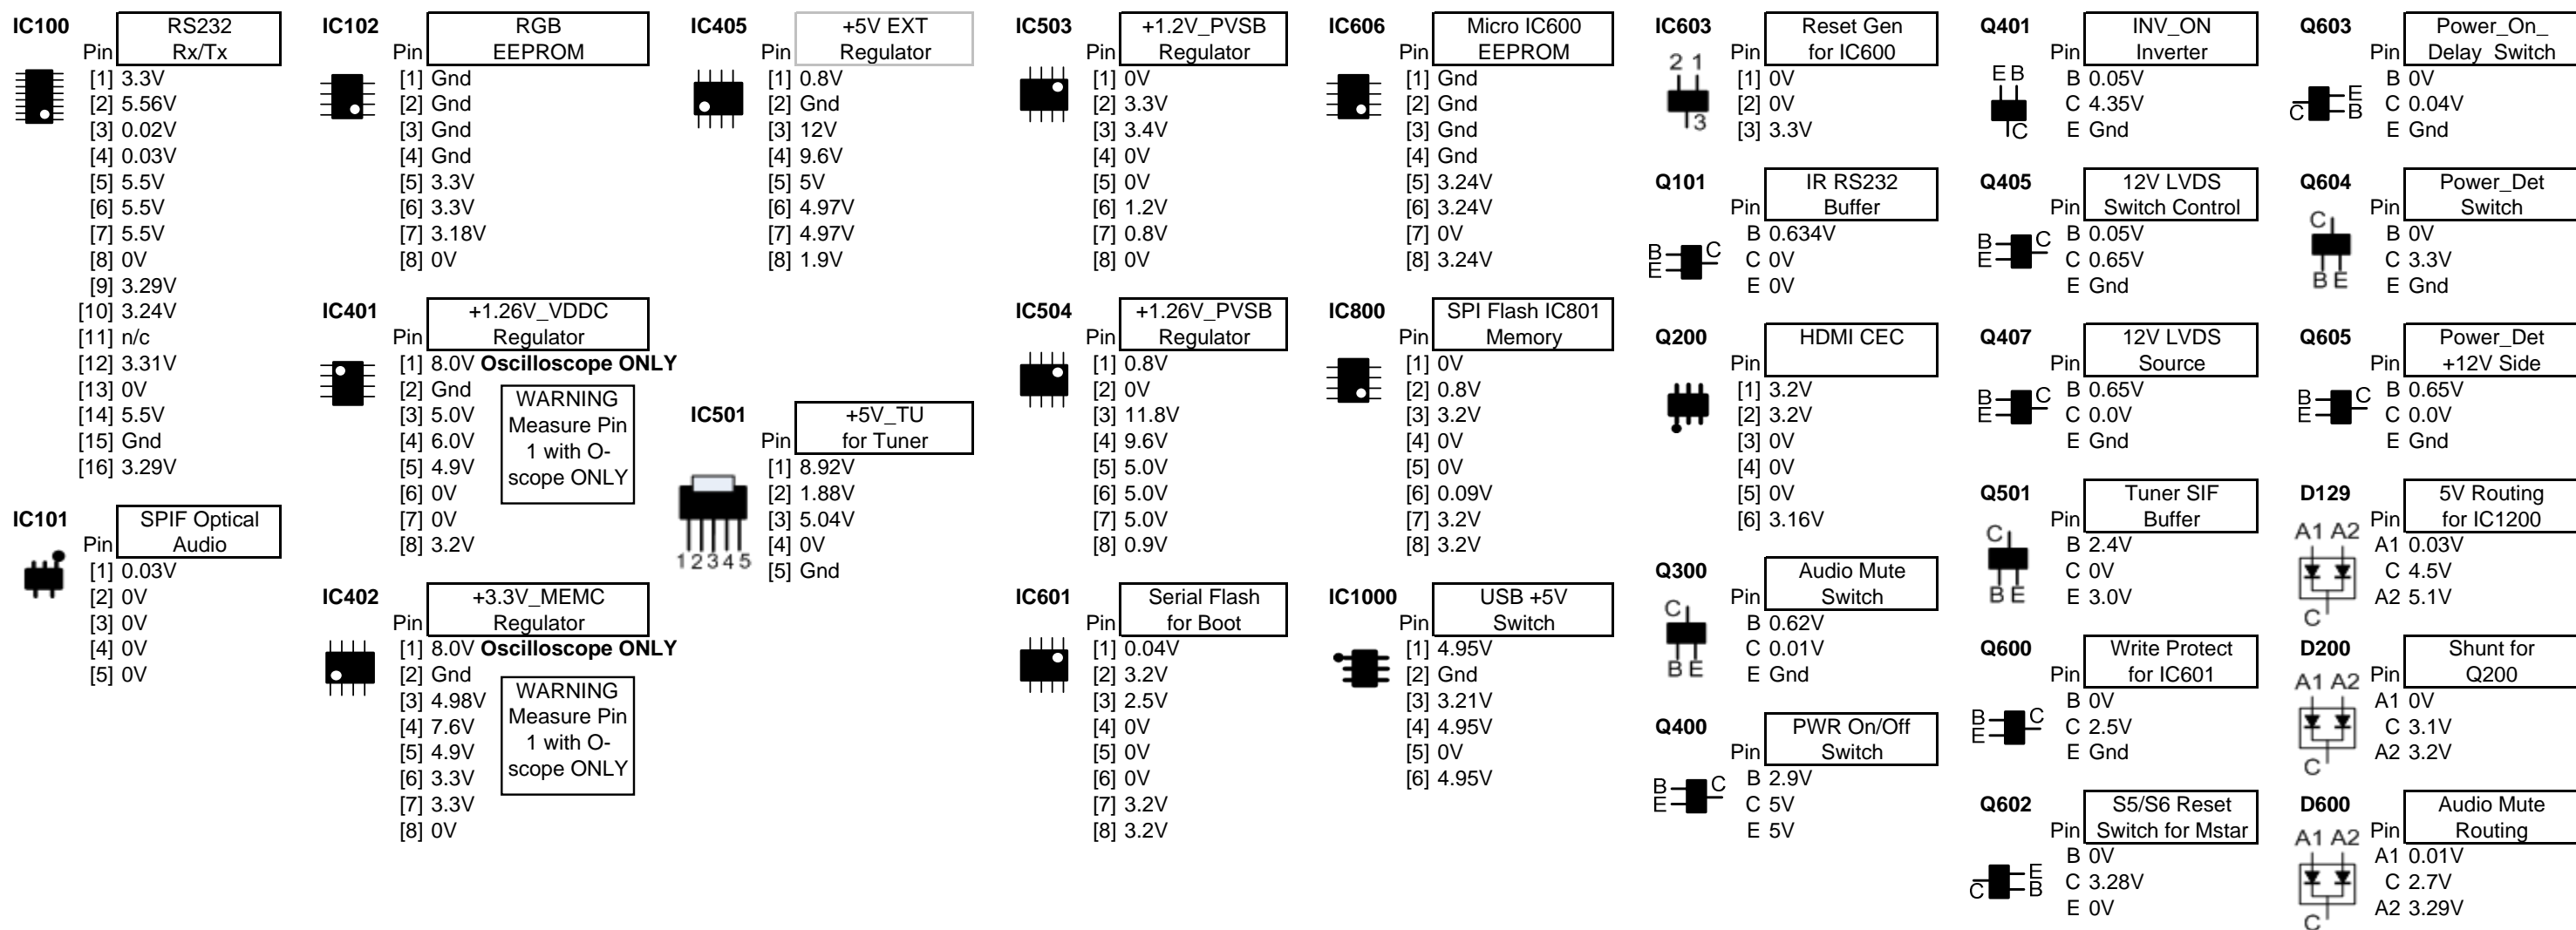 IC100
RS232
Pin Rx/Tx
[1] 3.3V
[2] 5.56V
[3] 0.02V
[4] 0.03V
[5] 5.5V
[6] 5.5V
[7] 5.5V
[8] 0V
[9] 3.29V
[10] 3.24V
[11] n/c
[12] 3.31V
[13] 0V
[14] 5.5V
[15] Gnd
[16] 3.29V
IC101
SPIF Optical
Pin Audio
[1] 0.03V
[2] 0V
[3] 0V
[4] 0V
[5] 0V
IC102
RGB
Pin EEPROM
[1] Gnd
[2] Gnd
[3] Gnd
[4] Gnd
[5] 3.3V
[6] 3.3V
[7] 3.18V
[8] 0V
IC401
+1.26V_VDDC
Pin Regulator
[1] 8.0V Oscilloscope ONLY
[2] Gnd
[3] 5.0V
[4] 6.0V
[5] 4.9V
[6] 0V
[7] 0V
[8] 3.2V
WARNING
Measure Pin
1 with O-
scope ONLY
IC402
+3.3V_MEMC
Pin Regulator
[1] 8.0V Oscilloscope ONLY
[2] Gnd
[3] 4.98V
[4] 7.6V
[5] 4.9V
[6] 3.3V
[7] 3.3V
[8] 0V
WARNING
Measure Pin
1 with O-
scope ONLY
IC405
+5V EXT
Pin Regulator
[1] 0.8V
[2] Gnd
[3] 12V
[4] 9.6V
[5] 5V
[6] 4.97V
[7] 4.97V
[8] 1.9V
IC501
+5V_TU
Pin for Tuner
[1] 8.92V
[2] 1.88V
[3] 5.04V
[4] 0V
[5] Gnd
1 2 3 4 5
IC503
+1.2V_PVSB
Pin Regulator
[1] 0V
[2] 3.3V
[3] 3.4V
[4] 0V
[5] 0V
[6] 1.2V
[7] 0.8V
[8] 0V
IC504
+1.26V_PVSB
Pin Regulator
[1] 0.8V
[2] 0V
[3] 11.8V
[4] 9.6V
[5] 5.0V
[6] 5.0V
[7] 5.0V
[8] 0.9V
IC601
Serial Flash
Pin for Boot
[1] 0.04V
[2] 3.2V
[3] 2.5V
[4] 0V
[5] 0V
[6] 0V
[7] 3.2V
[8] 3.2V
IC606
Micro IC600
Pin EEPROM
[1] Gnd
[2] Gnd
[3] Gnd
[4] Gnd
[5] 3.24V
[6] 3.24V
[7] 0V
[8] 3.24V
IC800
SPI Flash IC801
Pin Memory
[1] 0V
[2] 0.8V
[3] 3.2V
[4] 0V
[5] 0V
[6] 0.09V
[7] 3.2V
[8] 3.2V
IC1000
USB +5V
Pin Switch
[1] 4.95V
[2] Gnd
[3] 3.21V
[4] 4.95V
[5] 0V
[6] 4.95V
IC603
Reset Gen
Pin for IC600
2 1
3
[1] 0V
[2] 0V
[3] 3.3V
Q101
IR RS232
Pin Buffer
B C
E
B 0.634V
C 0V
E 0V
Q200
HDMI CEC
Pin
[1] 3.2V
[2] 3.2V
[3] 0V
[4] 0V
[5] 0V
[6] 3.16V
Q300
Audio Mute
Pin Switch
C
B E
B 0.62V
C 0.01V
E Gnd
Q400
PWR On/Off
Pin Switch
B C
E
B 2.9V
C 5V
E 5V
Q401
INV_ON
Pin Inverter
E B
C
B 0.05V
C 4.35V
E Gnd
Q405
12V LVDS
Pin Switch Control
B C
E
B 0.05V
C 0.65V
E Gnd
Q407
12V LVDS
Pin Source
B C
E
B 0.65V
C 0.0V
E Gnd
Q501
Tuner SIF
Pin Buffer
C
B E
B 2.4V
C 0V
E 3.0V
Q600
Write Protect
Pin for IC601
B C
E
B 0V
C 2.5V
E Gnd
Q602
S5/S6 Reset
Pin Switch for Mstar
E
C B
B 0V
C 3.28V
E 0V
Q603
Power_On_
Pin Delay Switch
E
C B
B 0V
C 0.04V
E Gnd
Q604
Power_Det
Pin Switch
C
B E
B 0V
C 3.3V
E Gnd
Q605
Power_Det
Pin +12V Side
B C
E
B 0.65V
C 0.0V
E Gnd
D129
5V Routing
Pin for IC1200
A1 A2
C
A1 0.03V
C 4.5V
A2 5.1V
D200
Shunt for
Pin Q200
A1 A2
C
A1 0V
C 3.1V
A2 3.2V
D600
Audio Mute
Pin Routing
A1 A2
C
A1 0.01V
C 2.7V
A2 3.29V